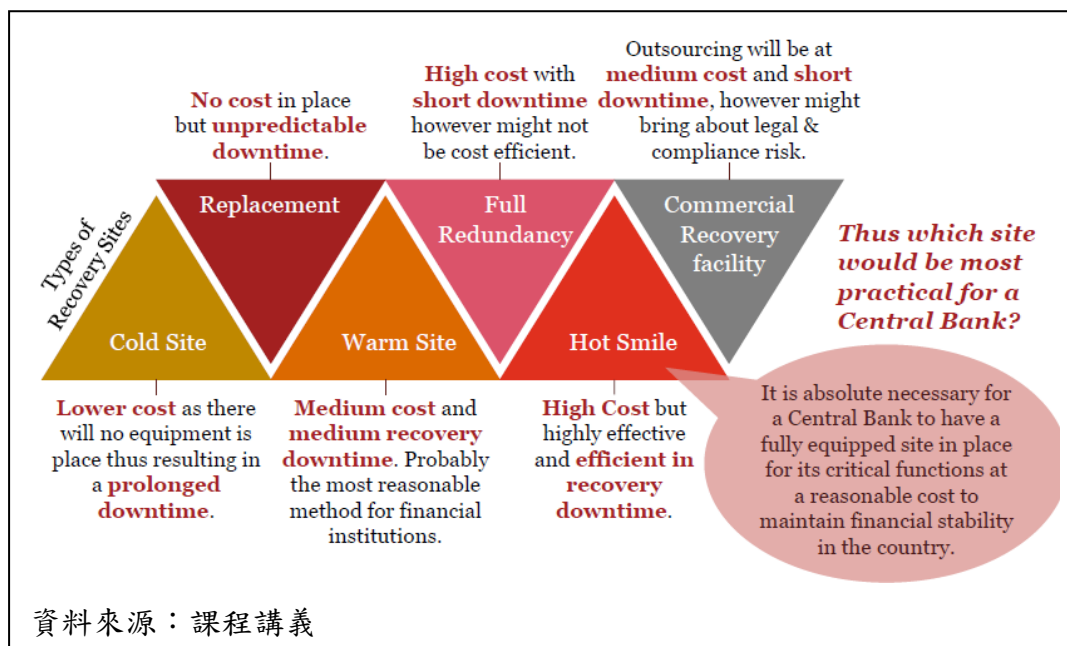 No cost in place
but unpredictable
downtime.
High cost with
short downtime
however might not
be cost efficient.
Outsourcing will be at
medium cost and short
downtime, however might
bring about legal &
compliance risk.
Types of
Recovery Sites
Replacement
Full
Redundancy
Commercial
Recovery
facility
Cold Site
Warm Site
Hot Smile
Thus which site
would be most
practical for a
Central Bank?
Lower cost as there
will no equipment is
place thus resulting in
a prolonged
downtime.
Medium cost and
medium recovery
downtime. Probably
the most reasonable
method for financial
institutions.
High Cost but
highly effective
and efficient in
recovery
downtime.
It is absolute necessary for
a Central Bank to have a
fully equipped site in place
for its critical functions at
a reasonable cost to
maintain financial stability
in the country.
資料來源：課程講義